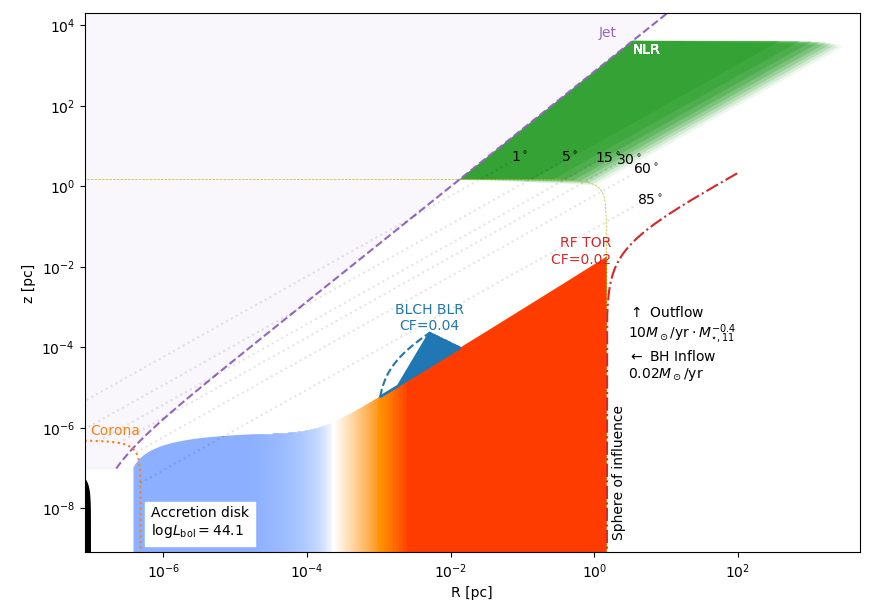 10⁴
10²
10⁰
10⁻²
10⁻⁴
10⁻⁶
10⁻⁸
z [pc]
Jet
NLR
1°
5°
15°
30°
60°
85°
RF TOR
CF=0.02
BLCH BLR
CF=0.04
↑ Outflow
10M⊙/yr · M•,11^−0.4
← BH Inflow
0.02M⊙/yr
Corona
Sphere of influence
Accretion disk
logL_bol = 44.1
10⁻⁶
10⁻⁴
10⁻²
10⁰
10²
R [pc]